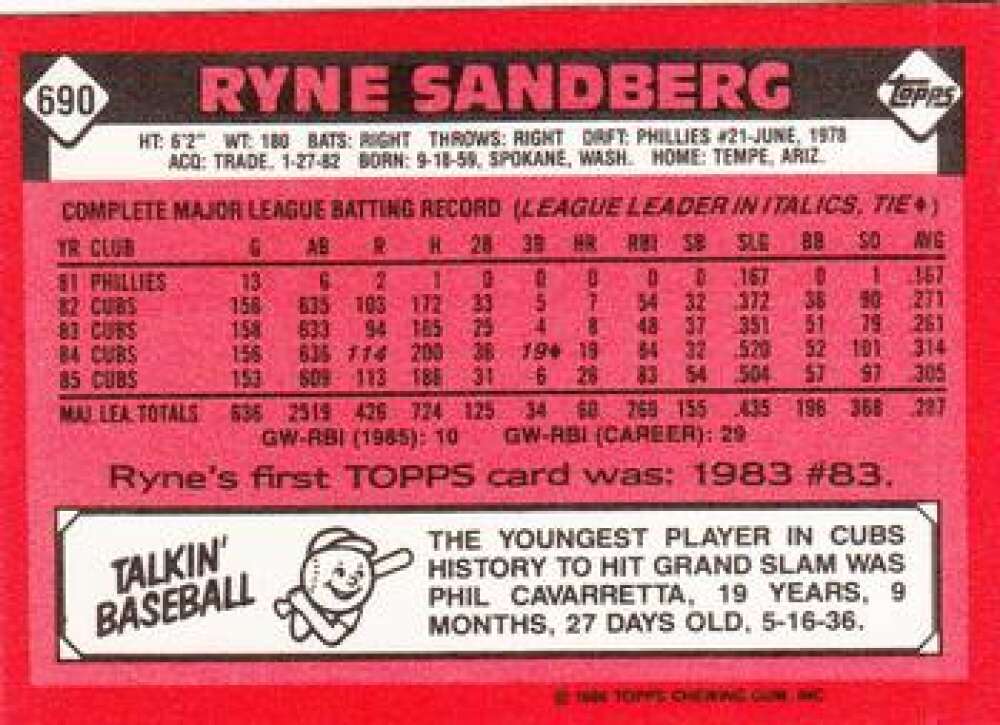 690
RYNE SANDBERG
TOPPS
HT: 6'2" WT: 180 BATS: RIGHT THROWS: RIGHT DRFT: PHILLIES #21-JUNE, 1978
ACQ: TRADE, 1-27-82 BORN: 9-18-59, SPOKANE, WASH. HOME: TEMPE, ARIZ.
COMPLETE MAJOR LEAGUE BATTING RECORD (LEAGUE LEADER IN ITALICS, TIE ♦)
YR CLUB G AB R H 2B 3B HR RBI SB SLG BB SO AVG
81 PHILLIES 13 6 2 1 0 0 0 0 0 .167 0 1 .167
82 CUBS 156 635 103 172 33 5 7 54 32 .372 36 90 .271
83 CUBS 158 633 94 165 25 4 8 48 37 .351 51 79 .261
84 CUBS 156 636 114 200 36 19♦ 19 84 32 .520 52 101 .314
85 CUBS 153 609 113 186 31 6 26 83 54 .504 57 97 .305
MAJ. LEA. TOTALS 636 2519 426 724 125 34 60 269 155 .435 196 368 .287
GW-RBI (1985): 10 GW-RBI (CAREER): 29
Ryne's first TOPPS card was: 1983 #83.
TALKIN'
BASEBALL
THE YOUNGEST PLAYER IN CUBS
HISTORY TO HIT GRAND SLAM WAS
PHIL CAVARRETTA, 19 YEARS, 9
MONTHS, 27 DAYS OLD, 5-16-36.
© 1986 TOPPS CHEWING GUM, INC